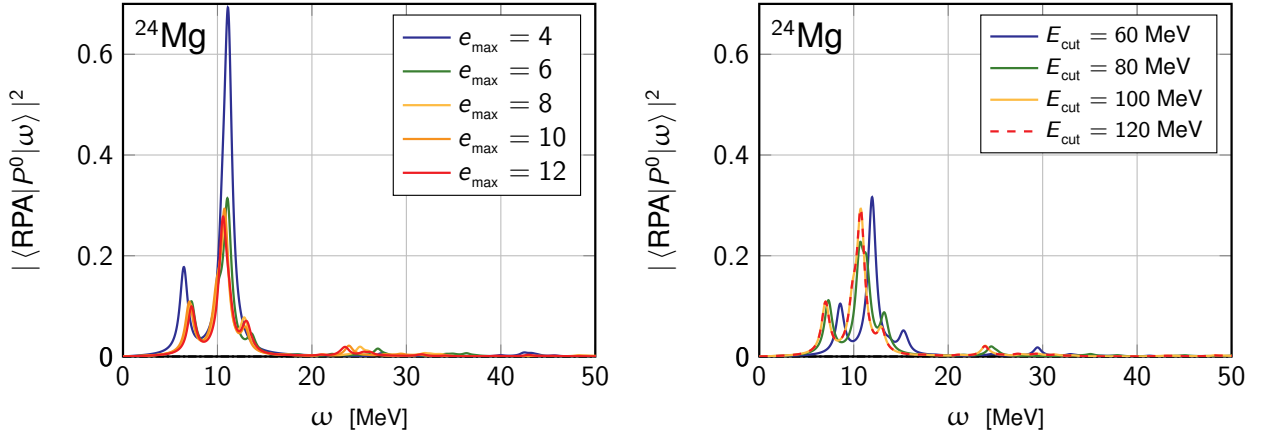 ²⁴Mg
e_max = 4
e_max = 6
e_max = 8
e_max = 10
e_max = 12
0.6
0.4
0.2
0
| ⟨RPA|P⁰|ω⟩ |²
0 10 20 30 40 50
ω [MeV]
²⁴Mg
E_cut = 60 MeV
E_cut = 80 MeV
E_cut = 100 MeV
E_cut = 120 MeV
0.6
0.4
0.2
0
| ⟨RPA|P⁰|ω⟩ |²
0 10 20 30 40 50
ω [MeV]